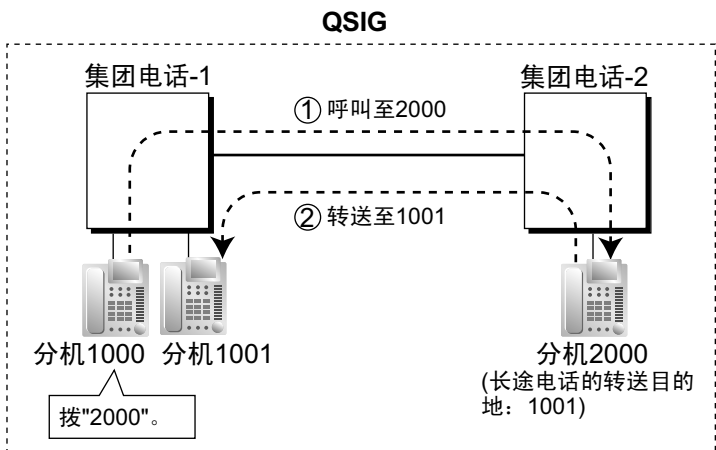 QSIG
集团电话-1
集团电话-2
① 呼叫至2000
② 转送至1001
分机1000
分机1001
分机2000
(长途电话的转送目的
地：1001)
拨"2000"。